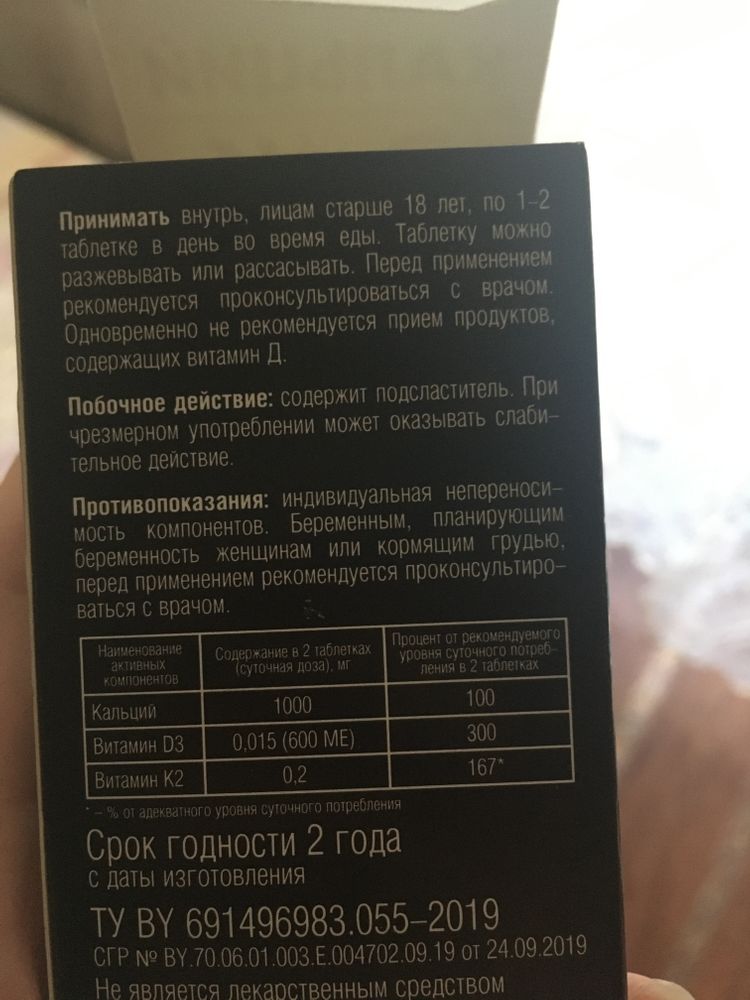 Принимать внутрь, лицам старше 18 лет, по 1–2
таблетке в день во время еды. Таблетку можно
разжевывать или рассасывать. Перед применением
рекомендуется проконсультироваться с врачом.
Одновременно не рекомендуется прием продуктов,
содержащих витамин Д.
Побочное действие: содержит подсластитель. При
чрезмерном употреблении может оказывать слаби–
тельное действие.
Противопоказания: индивидуальная непереноси–
мость компонентов. Беременным, планирующим
беременность женщинам или кормящим грудью,
перед применением рекомендуется проконсультиро–
ваться с врачом.
Наименование
активных
компонентов
Содержание в 2 таблетках
(суточная доза), мг
Процент от рекомендуемого
уровня суточного потреб–
ления в 2 таблетках
Кальций 1000 100
Витамин D3 0,015 (600 МЕ) 300
Витамин K2 0,2 167*
* – % от адекватного уровня суточного потребления
Срок годности 2 года
с даты изготовления
ТУ BY 691496983.055–2019
СГР № BY.70.06.01.003.E.004702.09.19 от 24.09.2019
Не является лекарственным средством